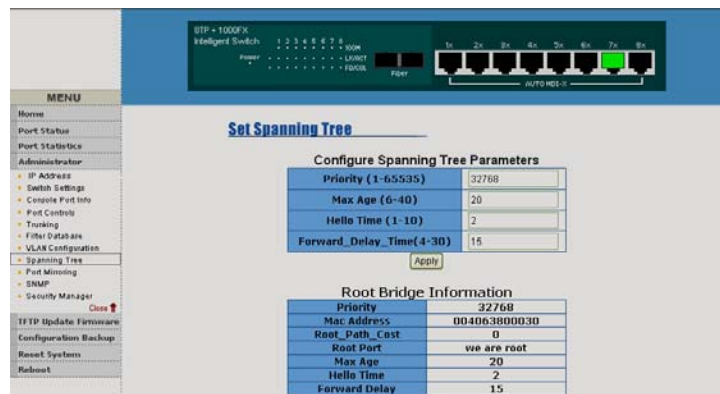 UTP + 1000FX
Intelligent Switch
1 2 3 4 5 6 7 8
100M
Power
LK/ACT
FD/COL
Fiber
1x 2x 3x 4x 5x 6x 7x 8x
AUTO MDI-X
MENU
Home
Port Status
Port Statistics
Administrator
IP Address
Switch Settings
Console Port Info
Port Controls
Trunking
Filter Database
VLAN Configuration
Spanning Tree
Port Mirroring
SNMP
Security Manager
Close
TFTP Update Firmware
Configuration Backup
Reset System
Reboot
Set Spanning Tree
Configure Spanning Tree Parameters
Priority (1-65535) 32768
Max Age (6-40) 20
Hello Time (1-10) 2
Forward_Delay_Time(4-30) 15
Apply
Root Bridge Information
Priority 32768
Mac Address 004063800030
Root_Path_Cost 0
Root Port we are root
Max Age 20
Hello Time 2
Forward Delay 15